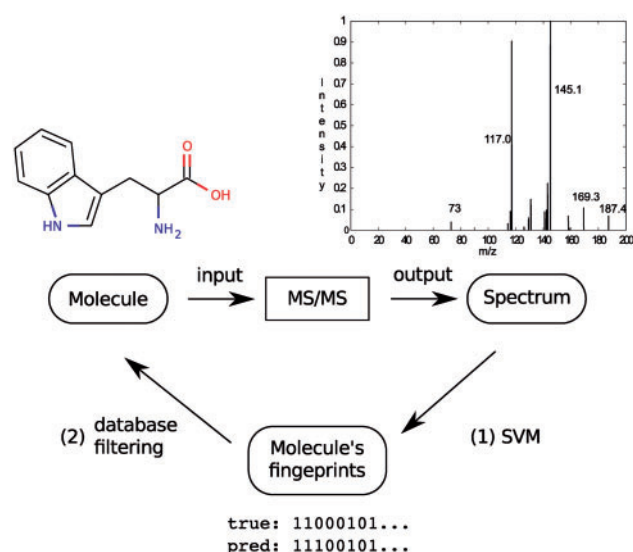 1
0.9
0.8
0.7
0.6
0.5
0.4
0.3
0.2
0.1
0
Intensity
145.1
117.0
73
169.3
187.4
0 20 40 60 80 100 120 140 160 180 200
m/z
O
OH
NH2
HN
Molecule
input
MS/MS
output
Spectrum
(2) database
filtering
Molecule's
fingeprints
(1) SVM
true: 11000101...
pred: 11100101...